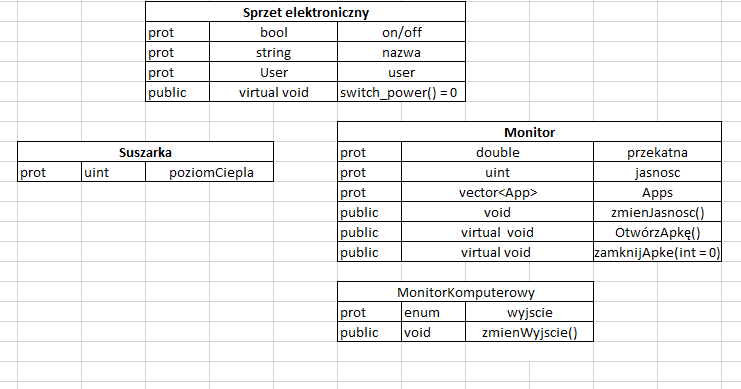 Sprzet elektroniczny
prot bool on/off
prot string nazwa
prot User user
public virtual void switch_power() = 0
Suszarka
prot uint poziomCiepla
Monitor
prot double przekatna
prot uint jasnosc
prot vector<App> Apps
public void zmienJasnosc()
public virtual void OtwórzApkę()
public virtual void zamknijApke(int = 0)
MonitorKomputerowy
prot enum wyjscie
public void zmienWyjscie()